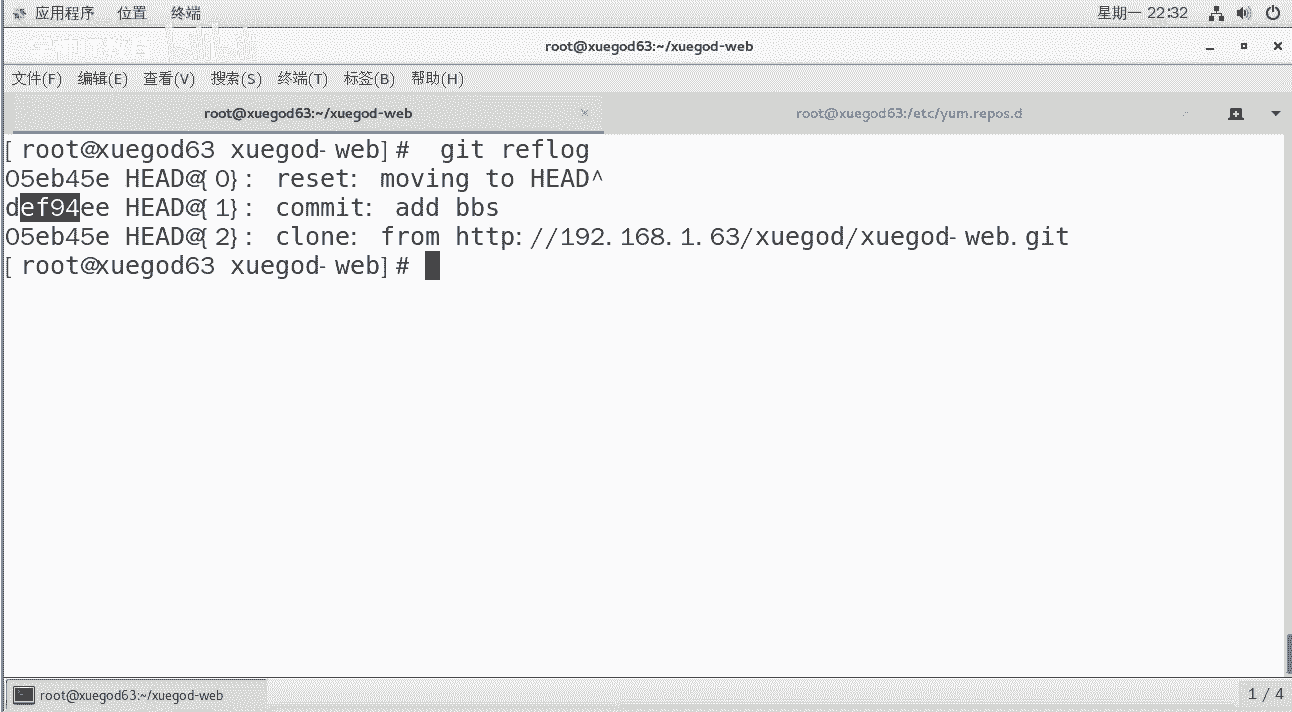 应用程序 位置 终端 星期一 22:32
root@xuegod63:~/xuegod-web
文件(F) 编辑(E) 查看(V) 搜索(S) 终端(T) 标签(B) 帮助(H)
root@xuegod63:~/xuegod-web × root@xuegod63:/etc/yum.repos.d
[root@xuegod63 xuegod-web]#  git reflog
05eb45e HEAD@{0}: reset: moving to HEAD^
def94ee HEAD@{1}: commit: add bbs
05eb45e HEAD@{2}: clone: from http://192.168.1.63/xuegod/xuegod-web.git
[root@xuegod63 xuegod-web]#
root@xuegod63:~/xuegod-web 1 / 4